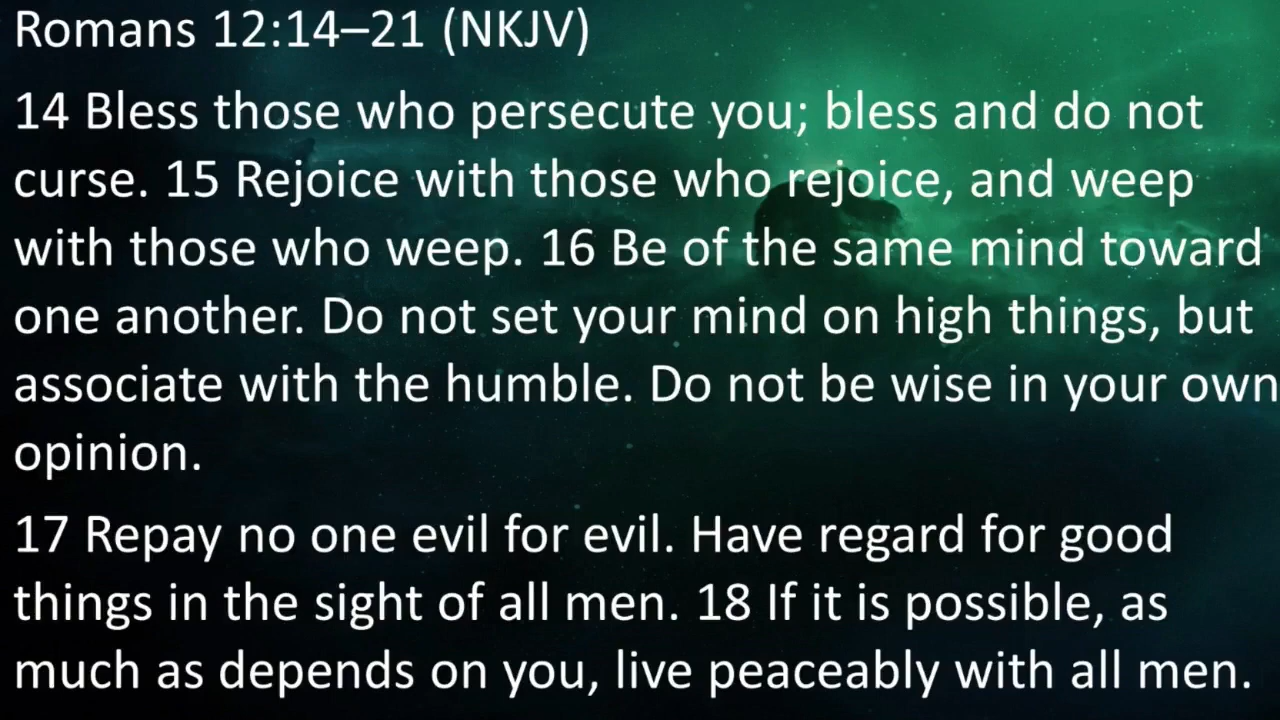 Romans 12:14–21 (NKJV)
14 Bless those who persecute you; bless and do not
curse. 15 Rejoice with those who rejoice, and weep
with those who weep. 16 Be of the same mind toward
one another. Do not set your mind on high things, but
associate with the humble. Do not be wise in your own
opinion.
17 Repay no one evil for evil. Have regard for good
things in the sight of all men. 18 If it is possible, as
much as depends on you, live peaceably with all men.